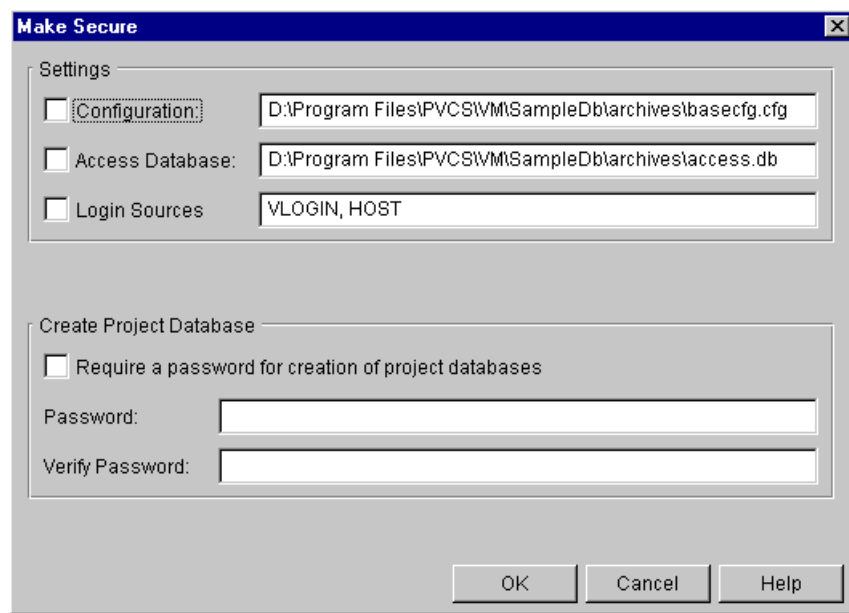 Make Secure
Settings
Configuration: D:\Program Files\PVCS\VM\SampleDb\archives\basecfg.cfg
Access Database: D:\Program Files\PVCS\VM\SampleDb\archives\access.db
Login Sources VLOGIN, HOST
Create Project Database
Require a password for creation of project databases
Password:
Verify Password:
OK Cancel Help